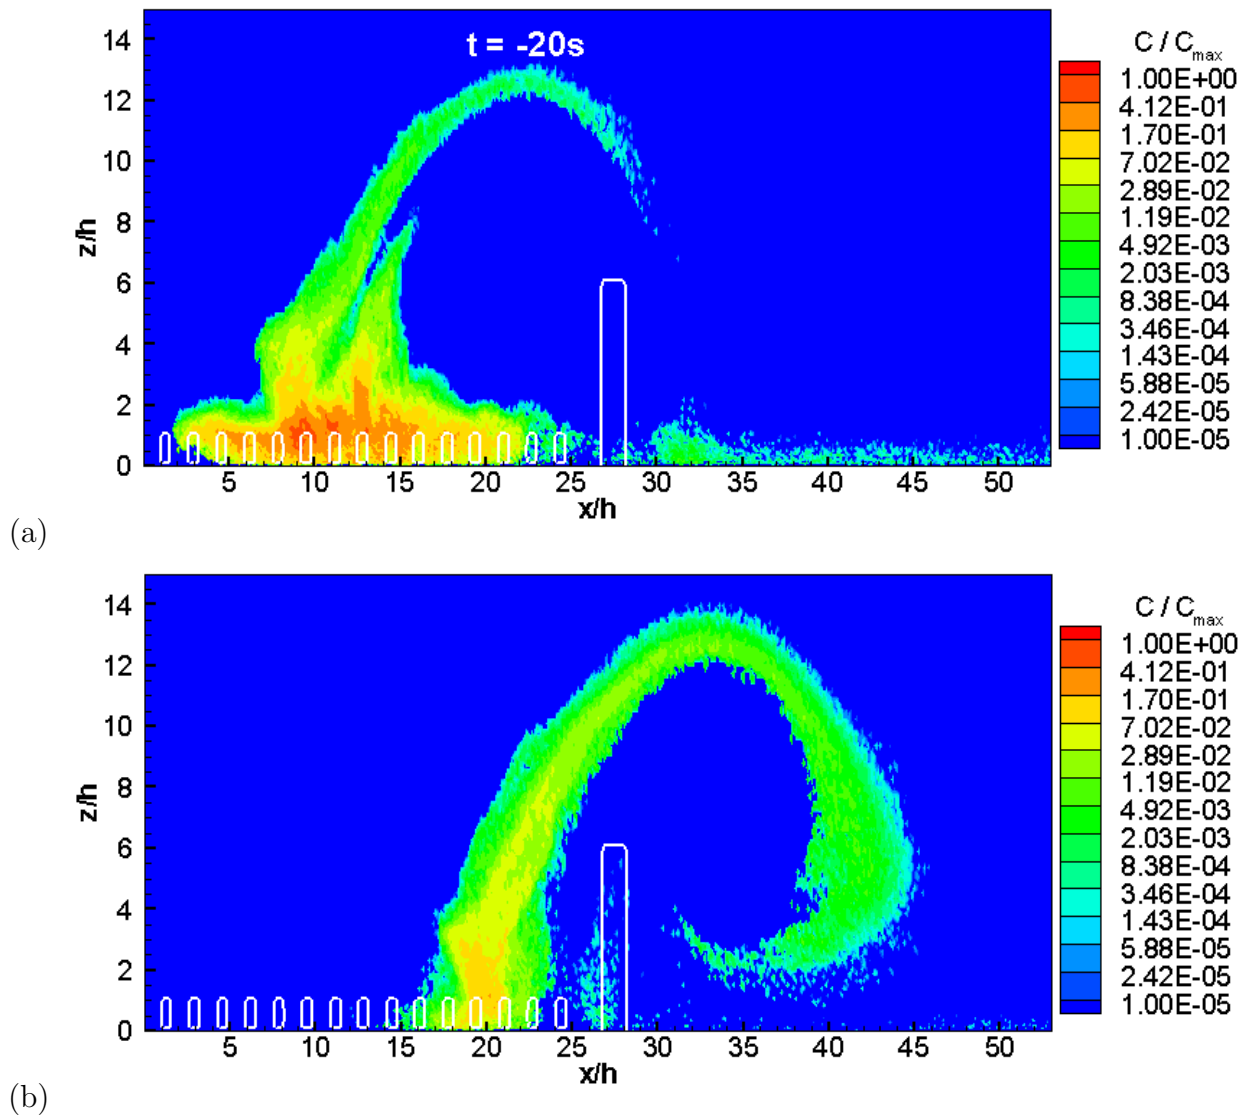 t = -20s
C / Cmax
1.00E+00
4.12E-01
1.70E-01
7.02E-02
2.89E-02
1.19E-02
4.92E-03
2.03E-03
8.38E-04
3.46E-04
1.43E-04
5.88E-05
2.42E-05
1.00E-05
z/h
14
12
10
8
6
4
2
0
5 10 15 20 25 30 35 40 45 50
x/h
(a)
C / Cmax
1.00E+00
4.12E-01
1.70E-01
7.02E-02
2.89E-02
1.19E-02
4.92E-03
2.03E-03
8.38E-04
3.46E-04
1.43E-04
5.88E-05
2.42E-05
1.00E-05
z/h
14
12
10
8
6
4
2
0
5 10 15 20 25 30 35 40 45 50
x/h
(b)